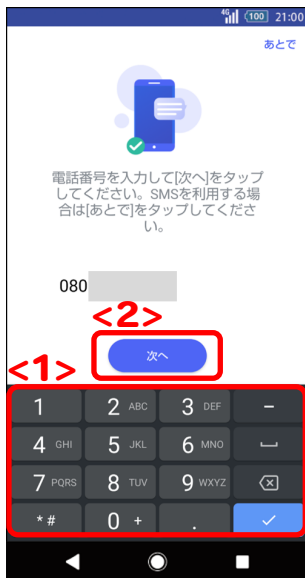 4G 100 21:00
あとで
電話番号を入力して[次へ]をタップ
してください。SMSを利用する場
合は[あとで]をタップしてくださ
い。
080
<2>
次へ
<1>
1 2 ABC 3 DEF −
4 GHI 5 JKL 6 MNO
7 PQRS 8 TUV 9 WXYZ
* # 0 + .